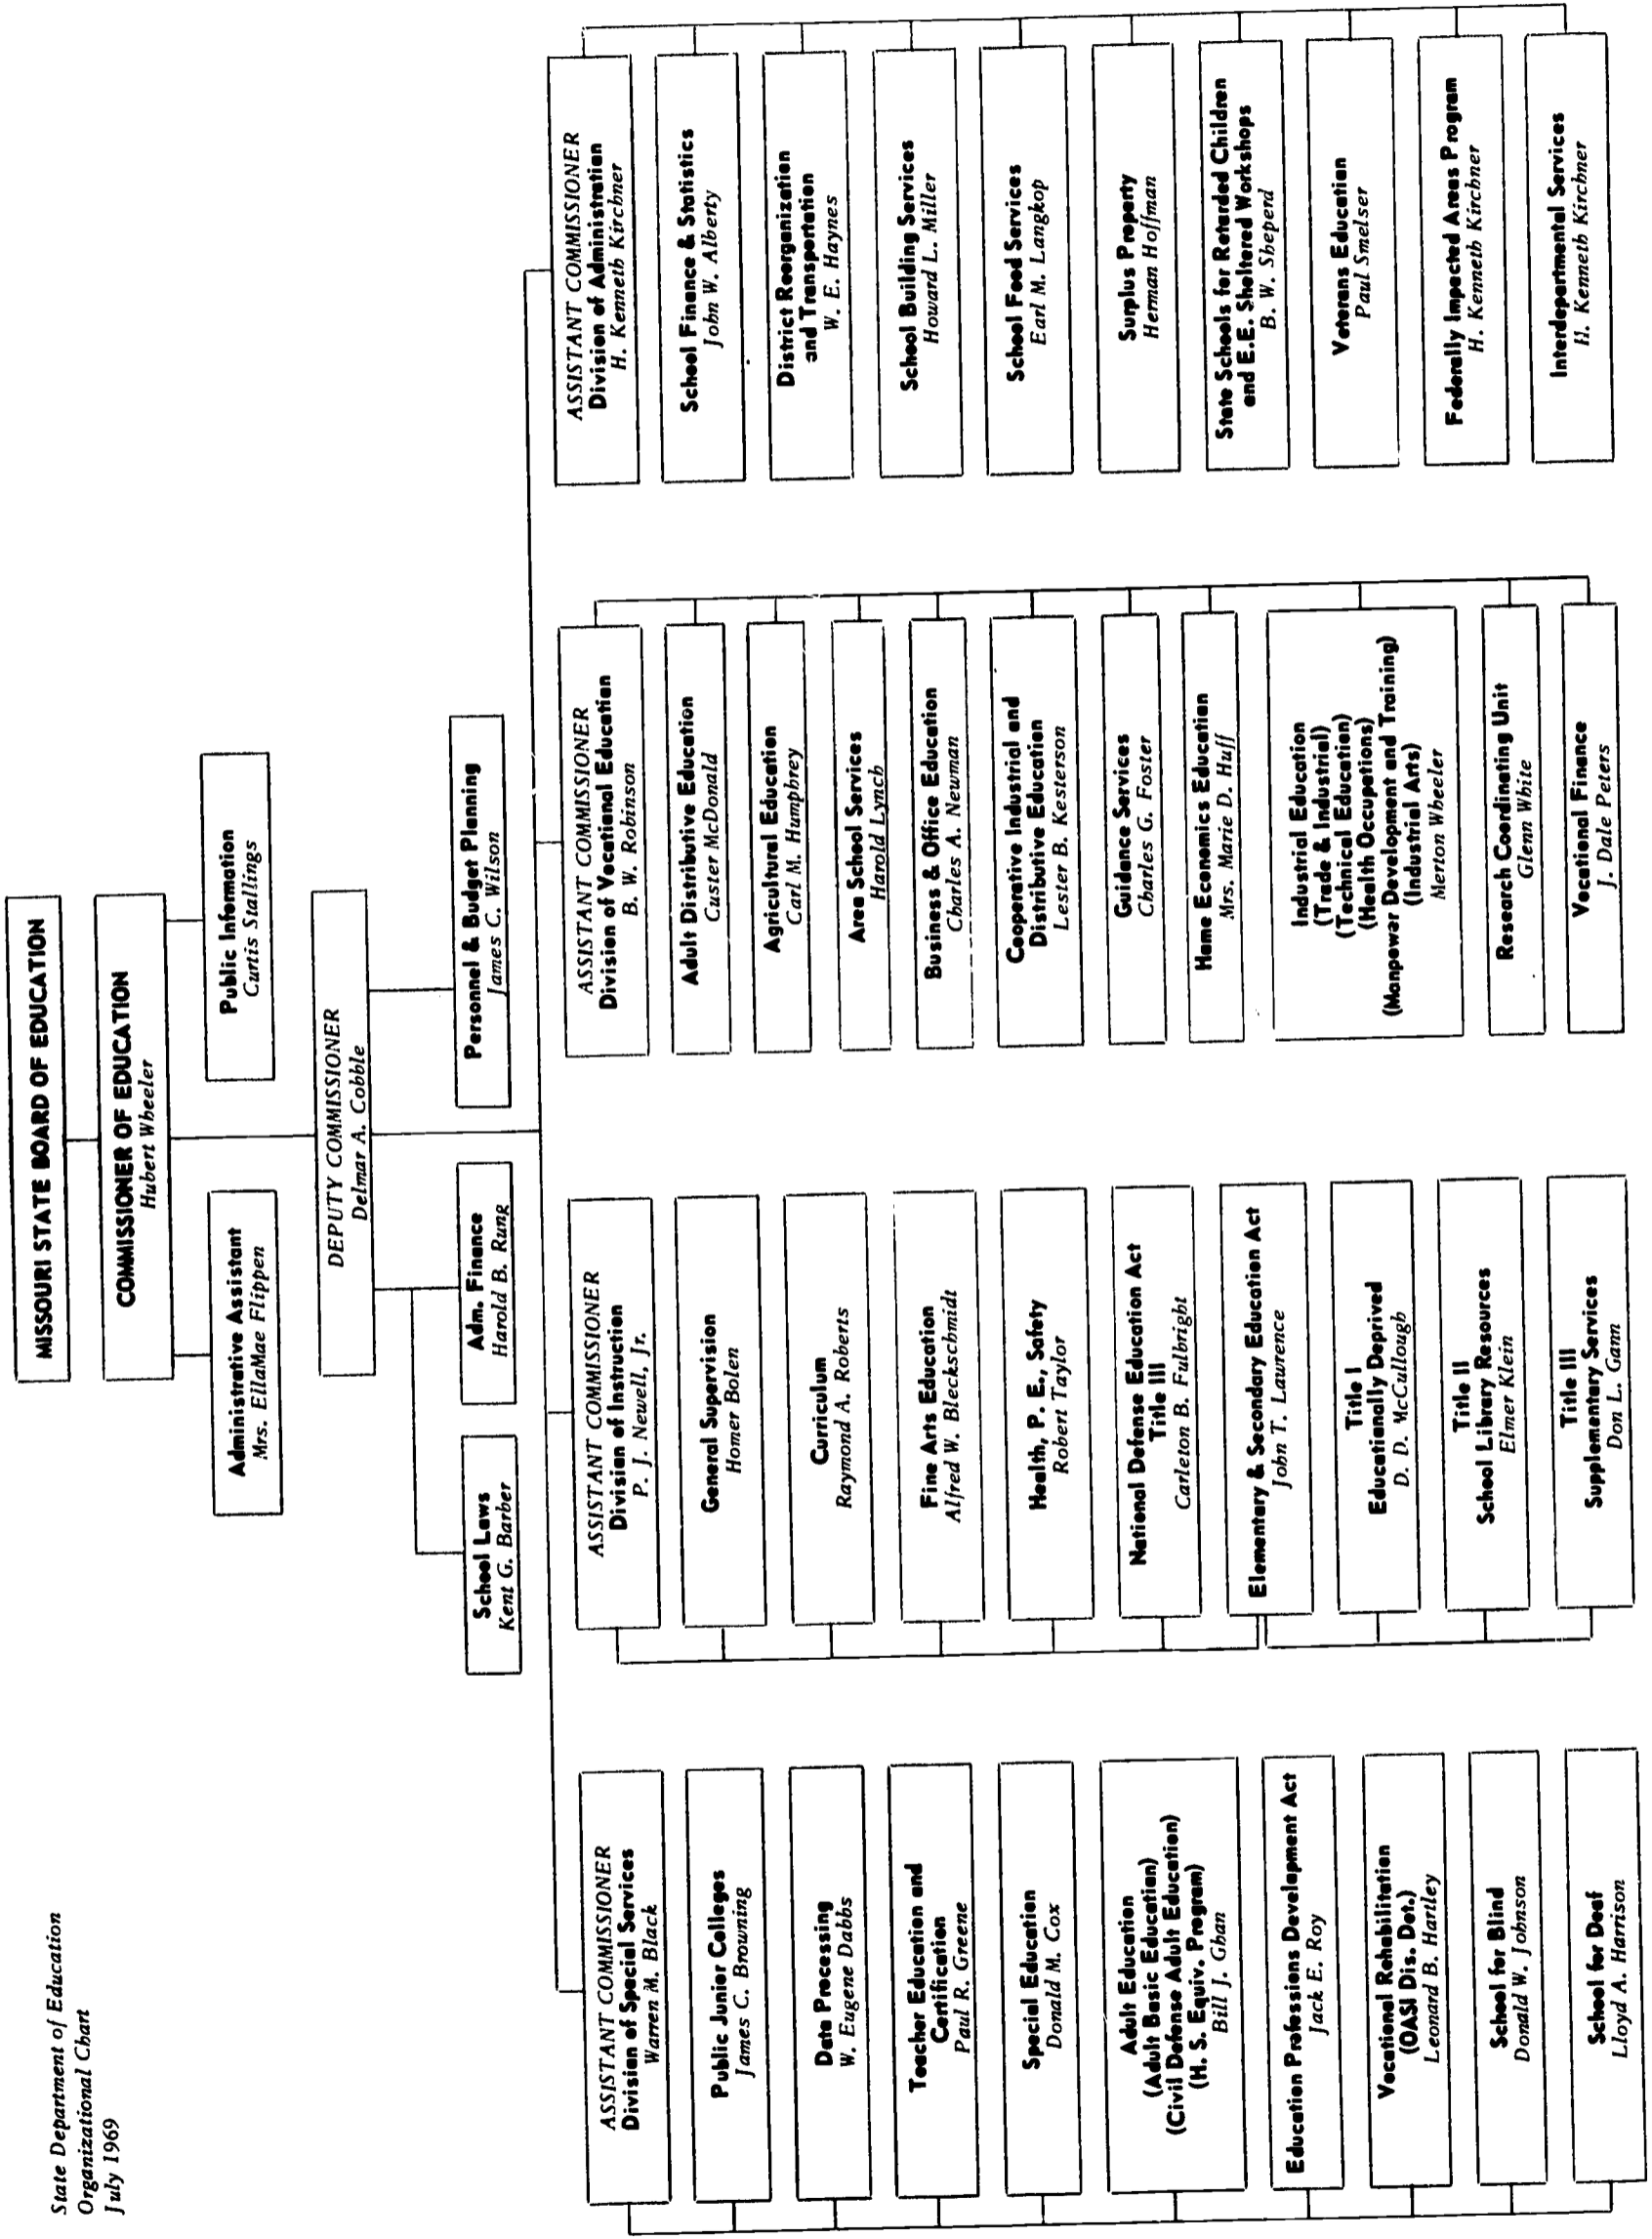 State Department of Education
Organizational Chart
July 1969
MISSOURI STATE BOARD OF EDUCATION
COMMISSIONER OF EDUCATION
Hubert Wheeler
Administrative Assistant
Mrs. EllaMae Flippen
Public Information
Curtis Stallings
DEPUTY COMMISSIONER
Delmar A. Cobble
School Laws
Kent G. Barber
Adm. Finance
Harold B. Rung
Personnel & Budget Planning
James C. Wilson
ASSISTANT COMMISSIONER
Division of Special Services
Warren M. Black
Public Junior Colleges
James C. Browning
Data Processing
W. Eugene Dabbs
Teacher Education and
Certification
Paul R. Greene
Special Education
Donald M. Cox
Adult Education
(Adult Basic Education)
(Civil Defense Adult Education)
(H. S. Equiv. Program)
Bill J. Ghan
Education Professions Development Act
Jack E. Roy
Vocational Rehabilitation
(OASI Dis. Det.)
Leonard B. Hartley
School for Blind
Donald W. Johnson
School for Deaf
Lloyd A. Harrison
ASSISTANT COMMISSIONER
Division of Instruction
P. J. Newell, Jr.
General Supervision
Homer Bolen
Curriculum
Raymond A. Roberts
Fine Arts Education
Alfred W. Bleckschmidt
Health, P. E., Safety
Robert Taylor
National Defense Education Act
Title III
Carleton B. Fulbright
Elementary & Secondary Education Act
John T. Lawrence
Title I
Educationally Deprived
D. D. McCullough
Title II
School Library Resources
Elmer Klein
Title III
Supplementary Services
Don L. Gann
ASSISTANT COMMISSIONER
Division of Vocational Education
B. W. Robinson
Adult Distributive Education
Custer McDonald
Agricultural Education
Carl M. Humphrey
Area School Services
Harold Lynch
Business & Office Education
Charles A. Newman
Cooperative Industrial and
Distributive Education
Lester B. Kesterson
Guidance Services
Charles G. Foster
Home Economics Education
Mrs. Marie D. Huff
Industrial Education
(Trade & Industrial)
(Technical Education)
(Health Occupations)
(Manpower Development and Training)
(Industrial Arts)
Merton Wheeler
Research Coordinating Unit
Glenn White
Vocational Finance
J. Dale Peters
ASSISTANT COMMISSIONER
Division of Administration
H. Kenneth Kirchner
School Finance & Statistics
John W. Alberty
District Reorganization
and Transportation
W. E. Haynes
School Building Services
Howard L. Miller
School Food Services
Earl M. Langkop
Surplus Property
Herman Hoffman
State Schools for Retarded Children
and E.E. Sheltered Workshops
B. W. Sheperd
Veterans Education
Paul Smelser
Federally Impacted Areas Program
H. Kenneth Kirchner
Interdepartmental Services
H. Kenneth Kirchner